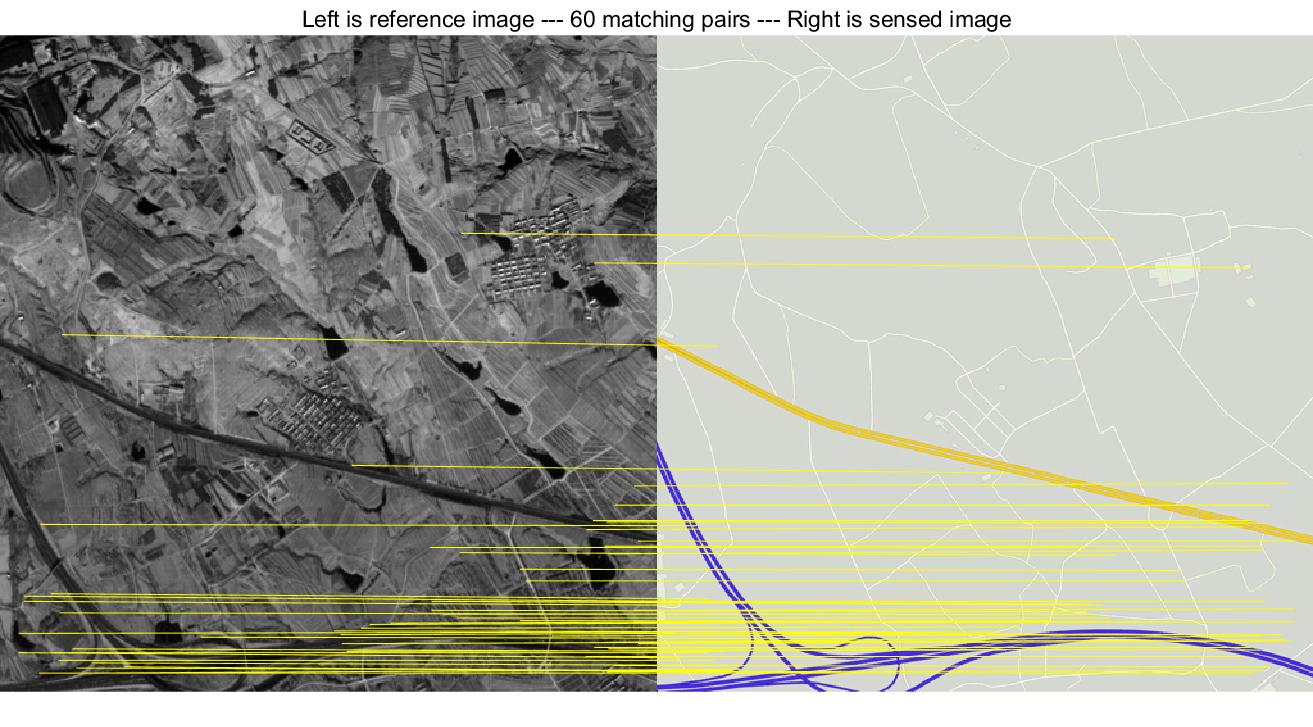 Left is reference image --- 60 matching pairs --- Right is sensed image